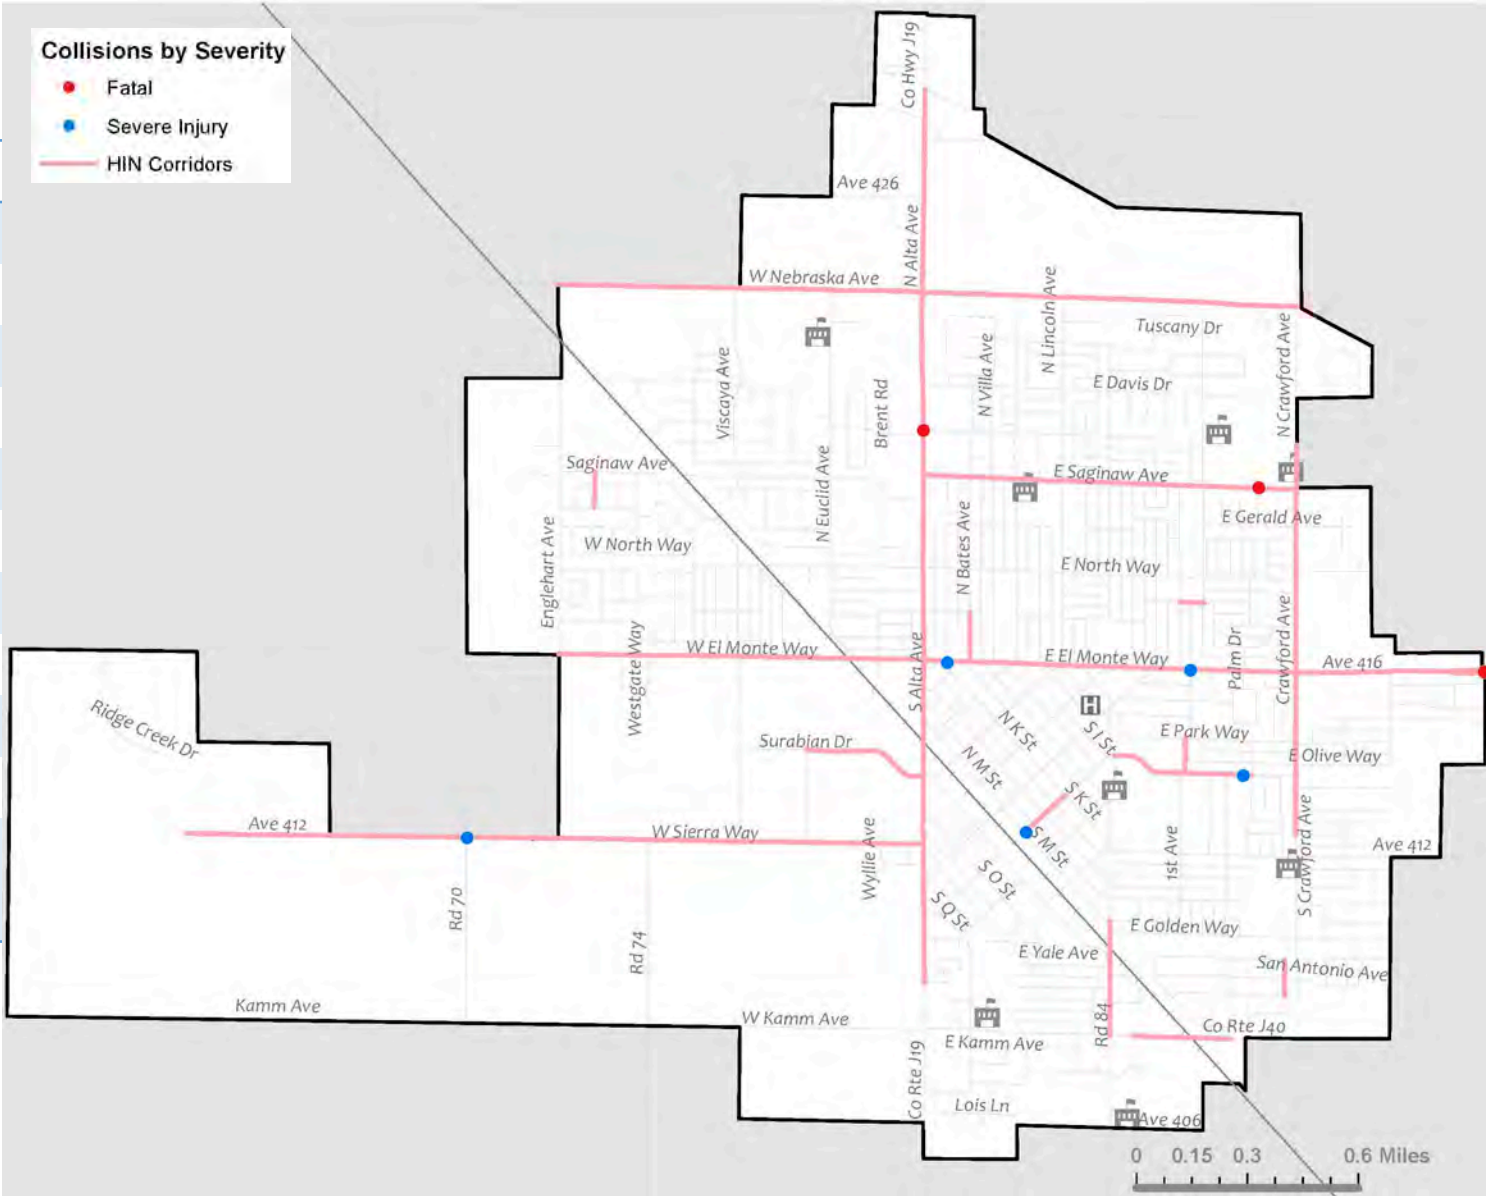 Collisions by Severity
Fatal
Severe Injury
HIN Corridors
Co Hwy J19
Ave 426
N Alta Ave
W Nebraska Ave
N Lincoln Ave
Tuscany Dr
N Crawford Ave
N Villa Ave
Viscaya Ave
Brent Rd
E Davis Dr
Saginaw Ave
N Euclid Ave
E Saginaw Ave
E Gerald Ave
Englehart Ave
W North Way
N Bates Ave
E North Way
Westgate Way
W El Monte Way
S Alta Ave
E El Monte Way
Palm Dr
Crawford Ave
Ave 416
Ridge Creek Dr
Surabian Dr
N K St
N M St
H
S I St
E Park Way
E Olive Way
Ave 412
W Sierra Way
Wyllie Ave
S K St
S M St
1st Ave
S Crawford Ave
Ave 412
Rd 70
Rd 74
S O St
S Q St
E Golden Way
E Yale Ave
San Antonio Ave
Kamm Ave
W Kamm Ave
Rd 84
Co Rte J40
E Kamm Ave
Co Rte J19
Lois Ln
Ave 406
0 0.15 0.3 0.6 Miles